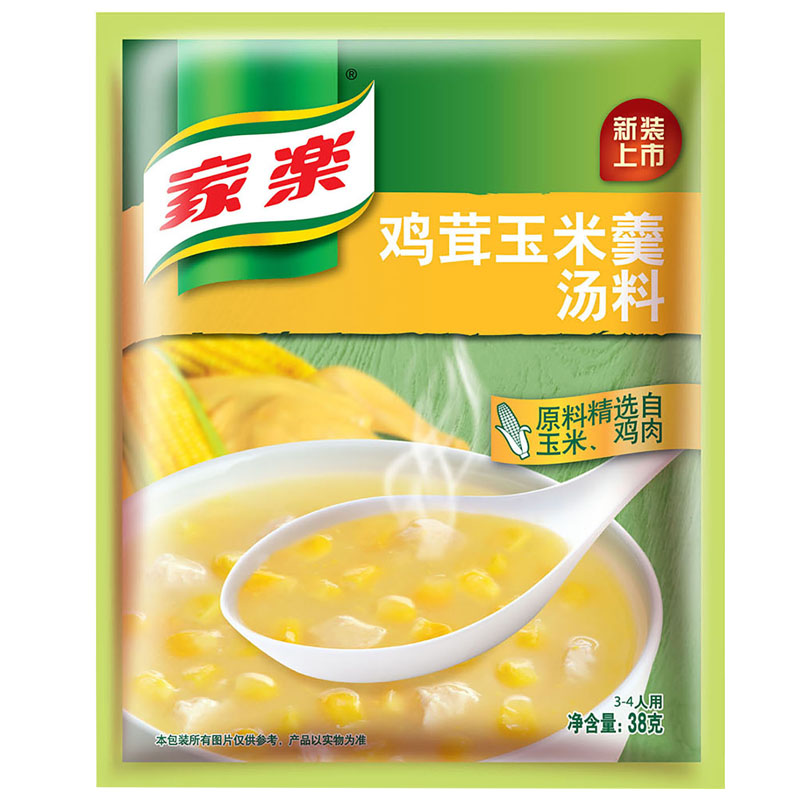 ®
家楽
新装
上市
鸡茸玉米羹
汤料
原料精选自
玉米、鸡肉
3-4人用
净含量:38克
本包装所有图片仅供参考,产品以实物为准